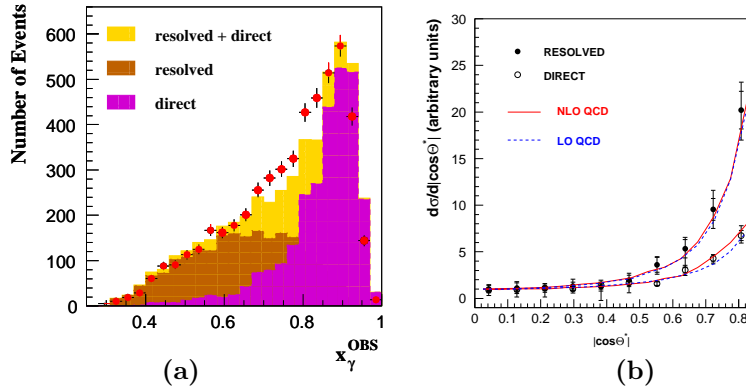 (a)
Number of Events
600
500
400
300
200
100
0
resolved + direct
resolved
direct
0.4
0.6
0.8
1
x_γ^OBS
(a)
dσ/d|cosΘ*| (arbitrary units)
30
25
20
15
10
5
0
RESOLVED
DIRECT
NLO QCD
LO QCD
0
0.1
0.2
0.3
0.4
0.5
0.6
0.7
0.8
|cosΘ*|
(b)